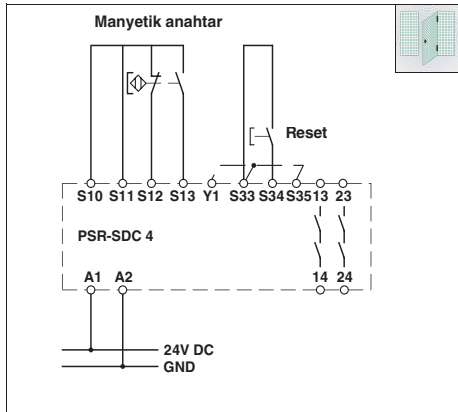 Manyetik anahtar
Reset
S10 S11 S12 S13 Y1 S33 S34 S35 13 23
PSR-SDC 4
A1 A2 14 24
24V DC
GND